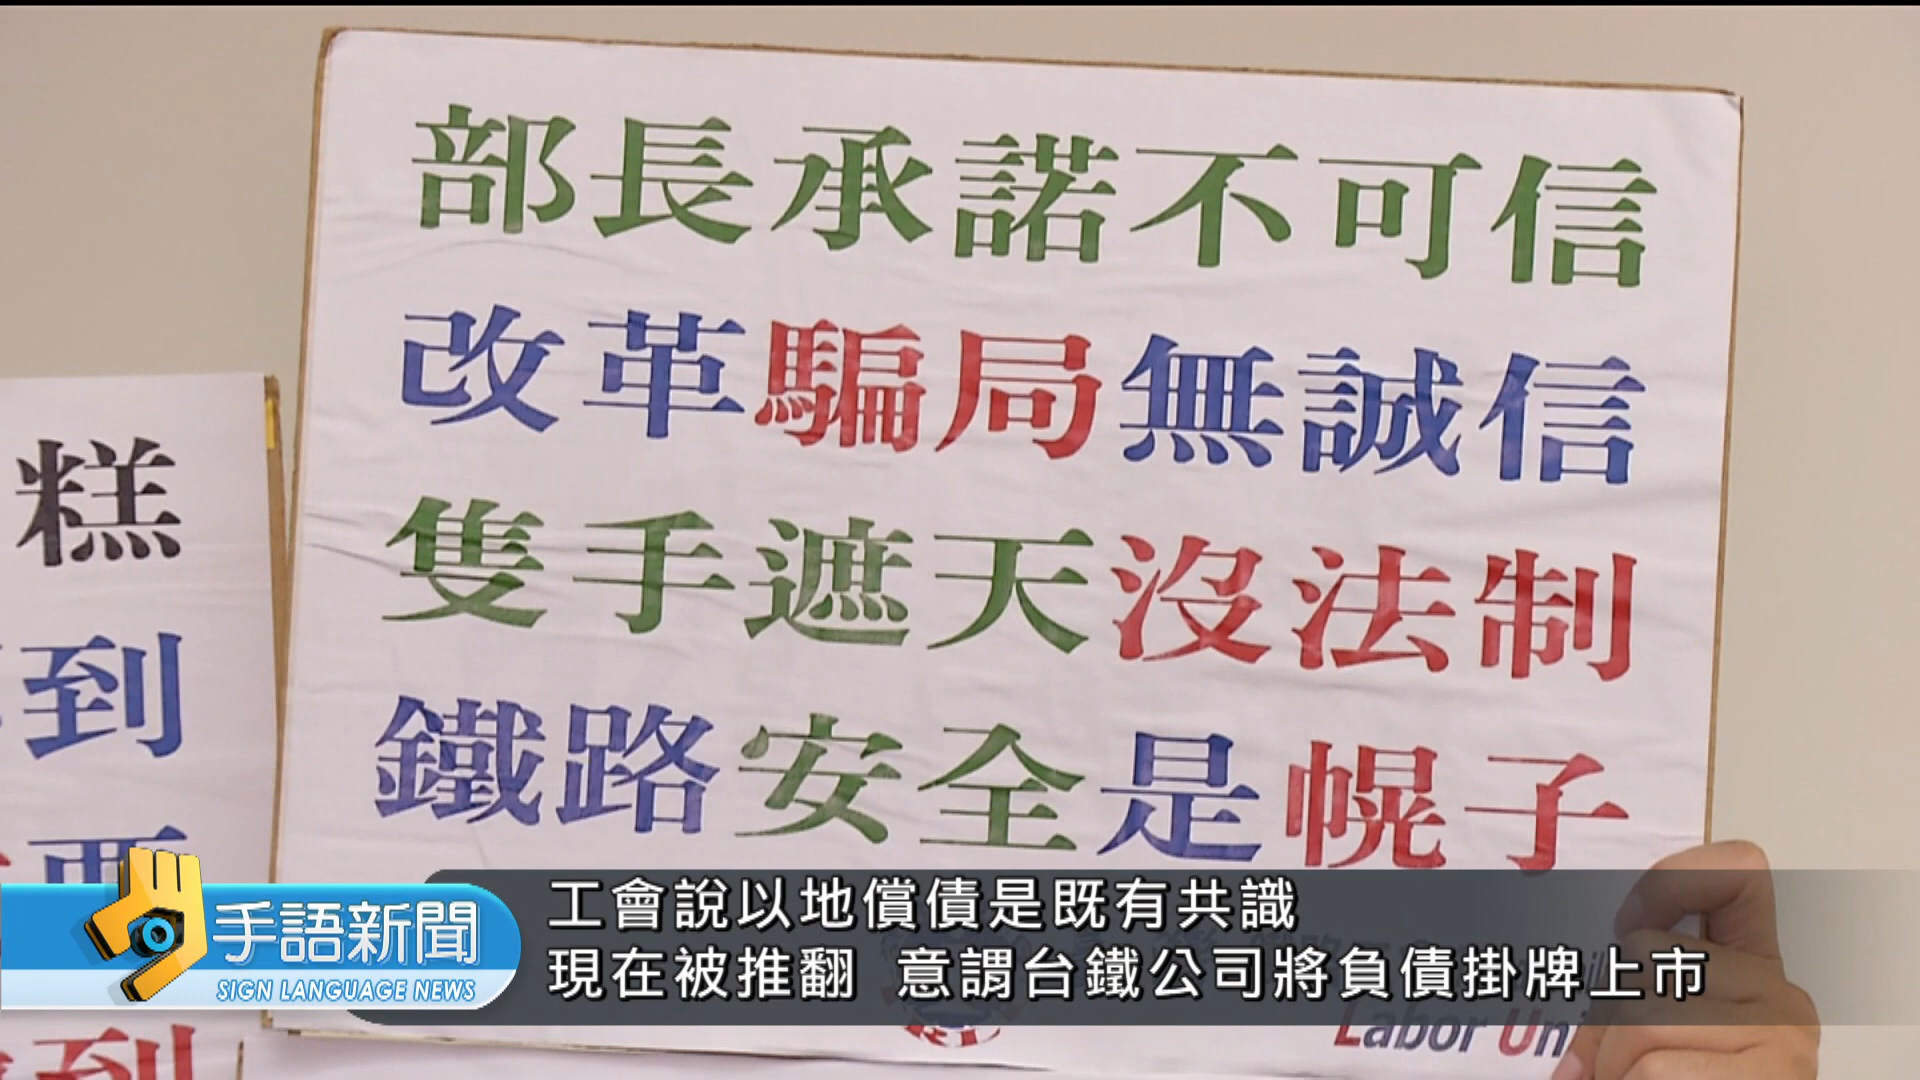 部長承諾不可信
改革騙局無誠信
隻手遮天沒法制
鐵路安全是幌子
糕
到
要
到
手語新聞
SIGN LANGUAGE NEWS
工會說以地償債是既有共識
現在被推翻 意謂台鐵公司將負債掛牌上市
Labor Uni